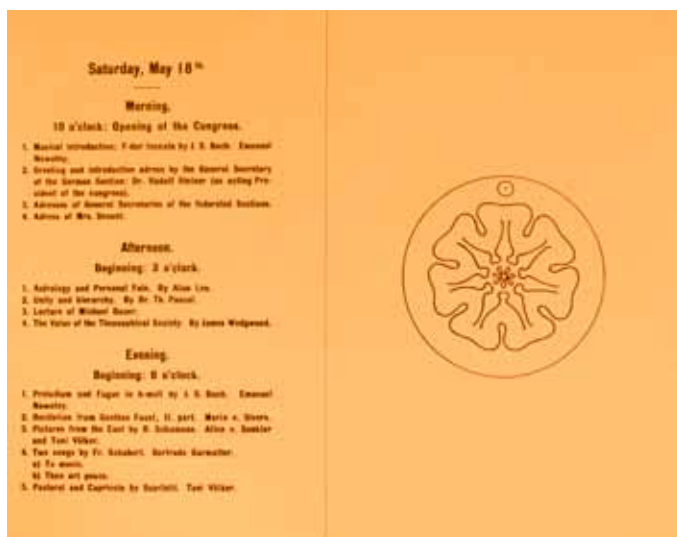 Saturday, May 18th
Morning.
10 o'clock: Opening of the Congress.
1. Musical introduction: F-dur toccata by J. S. Bach. Emanuel
Nowotny.
2. Greeting and introduction adress by the General Secretary
of the German Section: Dr. Rudolf Steiner (as acting Pre-
sident of the congress).
3. Adresses of General Secretaries of the federated Sections.
4. Adress of Mrs. Besant.
Afternoon.
Beginning: 3 o'clock.
1. Astrology and Personal Fate. By Alan Leo.
2. Unity and hierarchy. By Dr. Th. Pascal.
3. Lecture of Michael Bauer.
4. The Value of the Theosophical Society. By James Wedgwood.
Evening.
Beginning: 8 o'clock.
1. Preludium and Fugue in h-moll by J. S. Bach. Emanuel
Nowotny.
2. Recitation from Goethes Faust, II. part. Marie v. Sivers.
3. Pictures from the East by R. Schumann. Alice v.
and Toni Völker.
4. Two songs by Fr. Schubert. Gertrude Garmatter.
a) To music.
b) Thou art peace.
5. Pastoral and Capriccio by Scarlatti. Toni Völker.